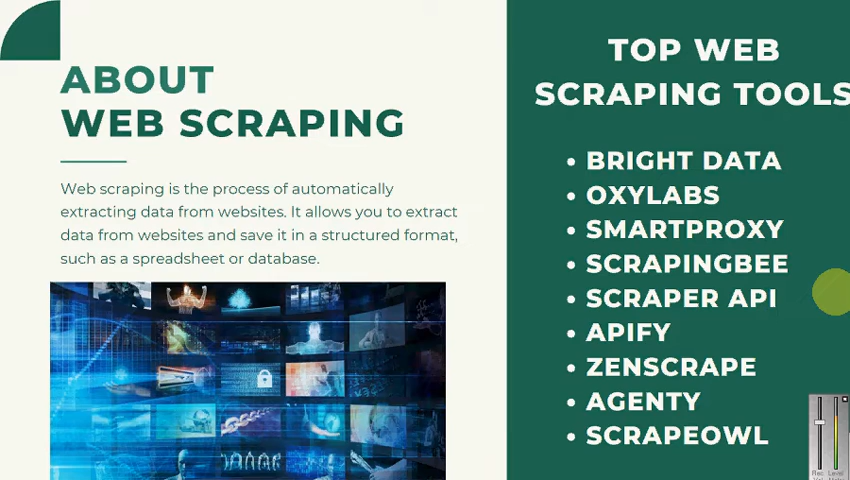 ABOUT
WEB SCRAPING
Web scraping is the process of automatically
extracting data from websites. It allows you to extract
data from websites and save it in a structured format,
such as a spreadsheet or database.
TOP WEB
SCRAPING TOOLS
• BRIGHT DATA
• OXYLABS
• SMARTPROXY
• SCRAPINGBEE
• SCRAPER API
• APIFY
• ZENSCRAPE
• AGENTY
• SCRAPEOWL
Rec Level